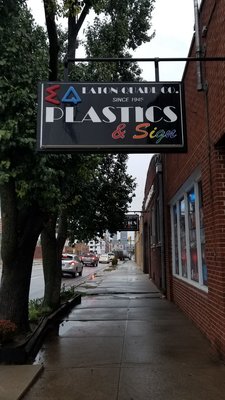 EATON QUADE CO.
SINCE 1945
PLASTICS
& Sign